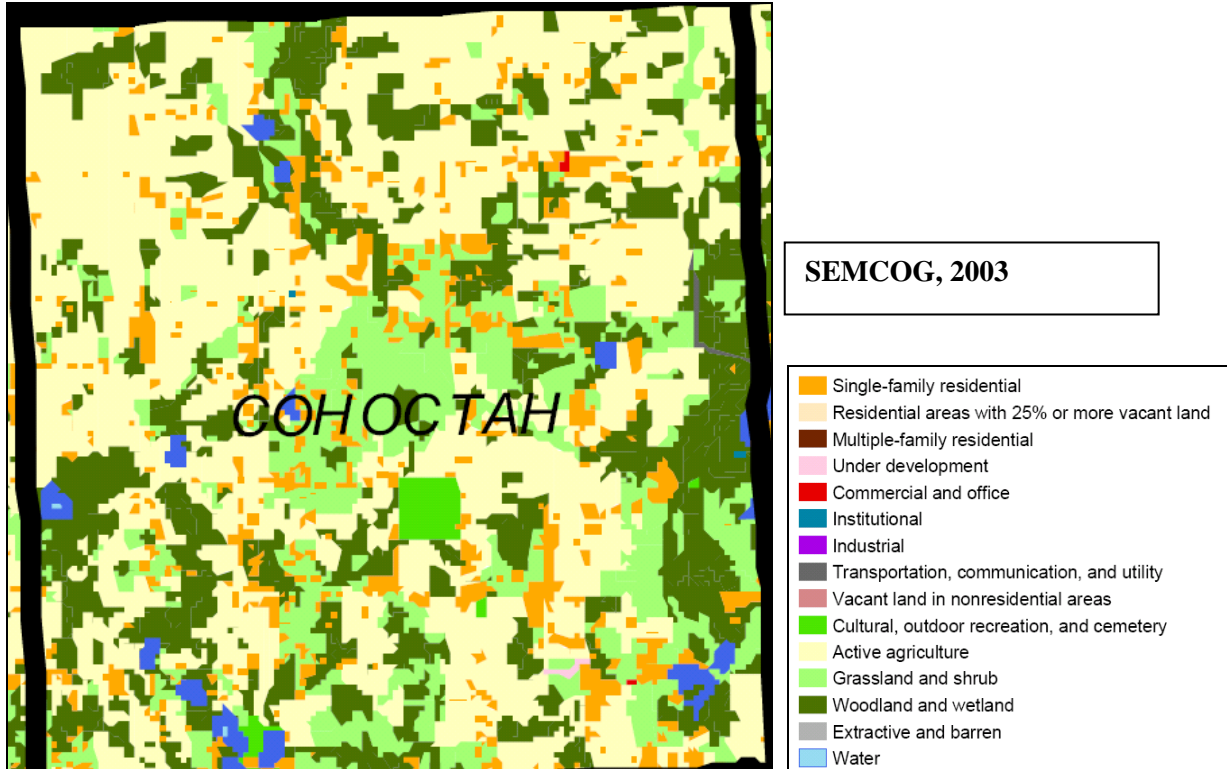 SEMCOG, 2003
COHOCTAH
Single-family residential
Residential areas with 25% or more vacant land
Multiple-family residential
Under development
Commercial and office
Institutional
Industrial
Transportation, communication, and utility
Vacant land in nonresidential areas
Cultural, outdoor recreation, and cemetery
Active agriculture
Grassland and shrub
Woodland and wetland
Extractive and barren
Water